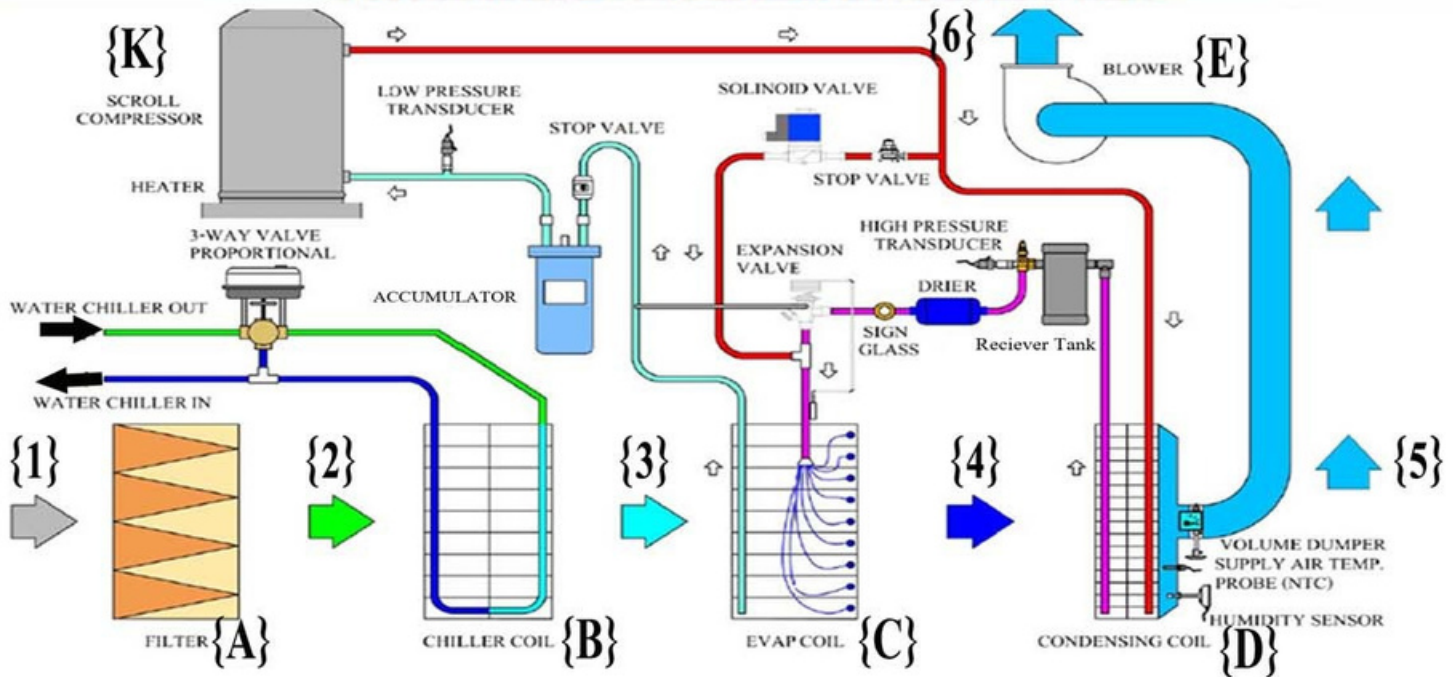 {K}
SCROLL
COMPRESSOR
HEATER
LOW PRESSURE
TRANSDUCER
STOP VALVE
SOLINOID VALVE
STOP VALVE
{6}
BLOWER {E}
3-WAY VALVE
PROPORTIONAL
ACCUMULATOR
EXPANSION
VALVE
HIGH PRESSURE
TRANSDUCER
DRIER
SIGN
GLASS
Reciever Tank
WATER CHILLER OUT
WATER CHILLER IN
{1}
{2}
{3}
{4}
{5}
VOLUME DUMPER
SUPPLY AIR TEMP.
PROBE (NTC)
HUMIDITY SENSOR
FILTER {A}
CHILLER COIL {B}
EVAP COIL {C}
CONDENSING COIL {D}